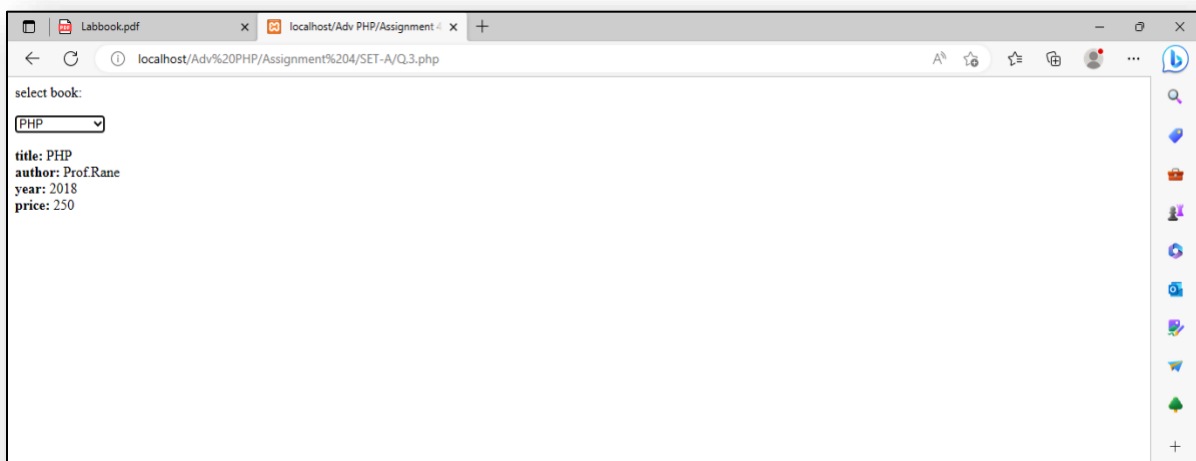 Labbook.pdf
localhost/Adv PHP/Assignment
localhost/Adv%20PHP/Assignment%204/SET-A/Q.3.php
select book:
PHP
title: PHP
author: Prof.Rane
year: 2018
price: 250